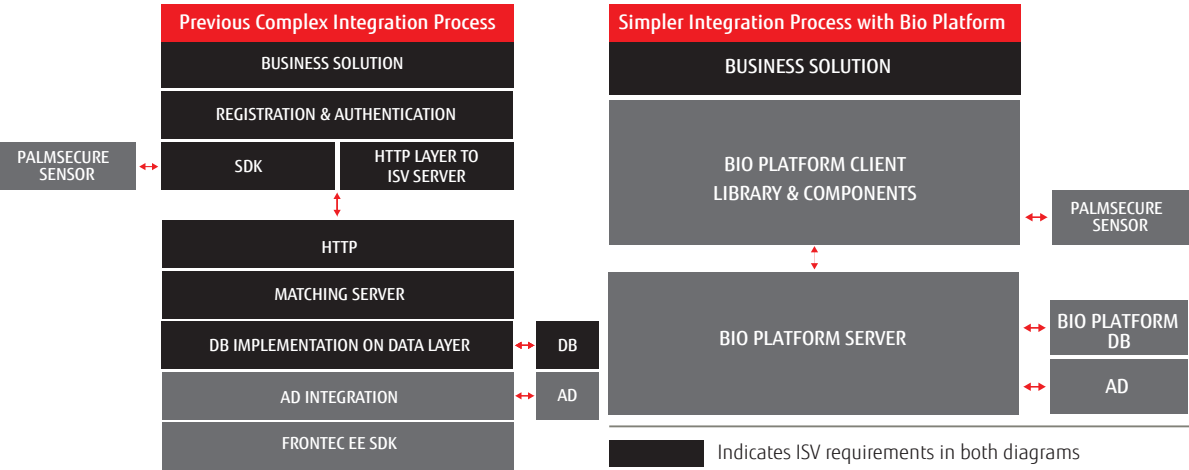 Previous Complex Integration Process
BUSINESS SOLUTION
REGISTRATION & AUTHENTICATION
PALMSECURE
SENSOR
SDK
HTTP LAYER TO
ISV SERVER
HTTP
MATCHING SERVER
DB IMPLEMENTATION ON DATA LAYER
DB
AD INTEGRATION
AD
FRONTEC EE SDK
Simpler Integration Process with Bio Platform
BUSINESS SOLUTION
BIO PLATFORM CLIENT
LIBRARY & COMPONENTS
PALMSECURE
SENSOR
BIO PLATFORM SERVER
BIO PLATFORM
DB
AD
Indicates ISV requirements in both diagrams